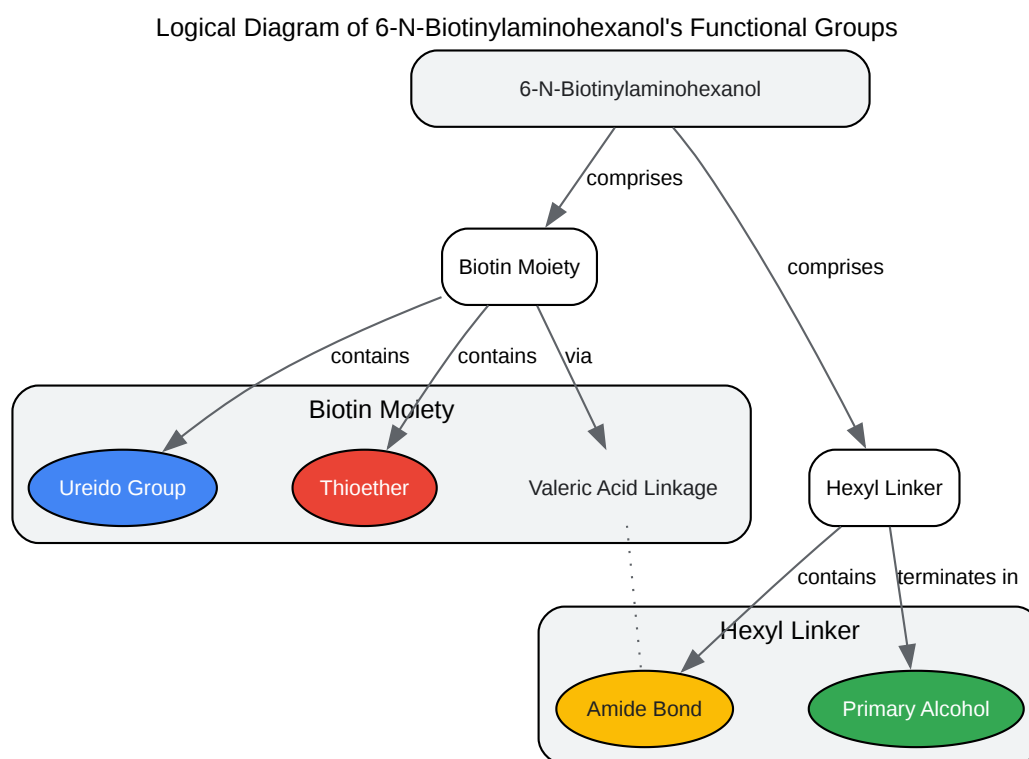 Logical Diagram of 6-N-Biotinylaminohexanol's Functional Groups
6-N-Biotinylaminohexanol
comprises
Biotin Moiety
comprises
contains
contains
via
Biotin Moiety
Ureido Group
Thioether
Valeric Acid Linkage
Hexyl Linker
contains
terminates in
Hexyl Linker
Amide Bond
Primary Alcohol